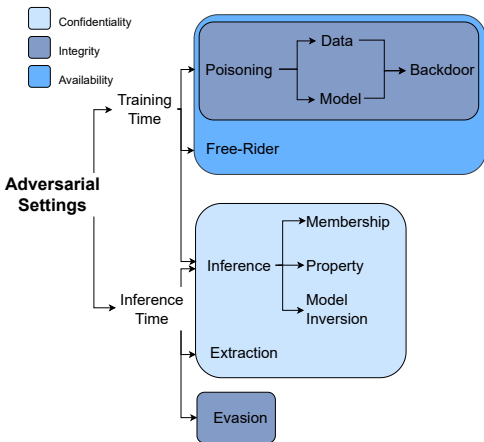 Confidentiality
Integrity
Availability
Adversarial
Settings
Training
Time
Poisoning
Data
Model
Backdoor
Free-Rider
Inference
Time
Inference
Membership
Property
Model
Inversion
Extraction
Evasion